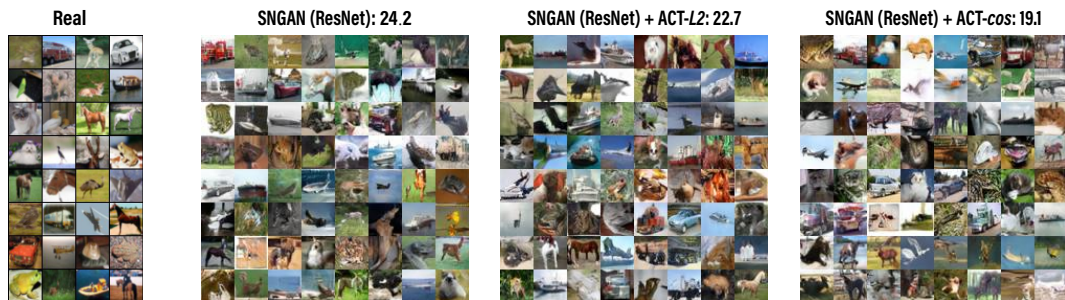 Real
SNGAN (ResNet): 24.2
SNGAN (ResNet) + ACT-L2: 22.7
SNGAN (ResNet) + ACT-cos: 19.1